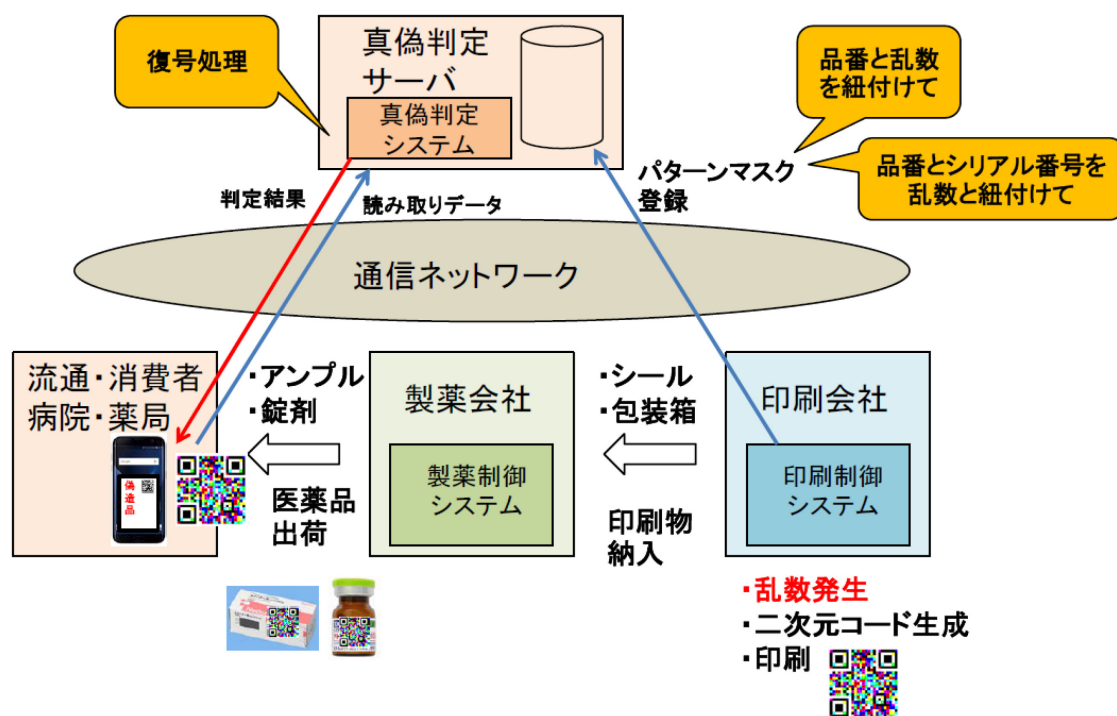 復号処理
真偽判定
サーバ
真偽判定
システム
品番と乱数
を紐付けて
品番とシリアル番号を
乱数と紐付けて
判定結果
読み取りデータ
パターンマスク
登録
通信ネットワーク
流通・消費者
病院・薬局
偽造品
・アンプル
・錠剤
医薬品
出荷
製薬会社
製薬制御
システム
・シール
・包装箱
印刷物
納入
印刷会社
印刷制御
システム
・乱数発生
・二次元コード生成
・印刷